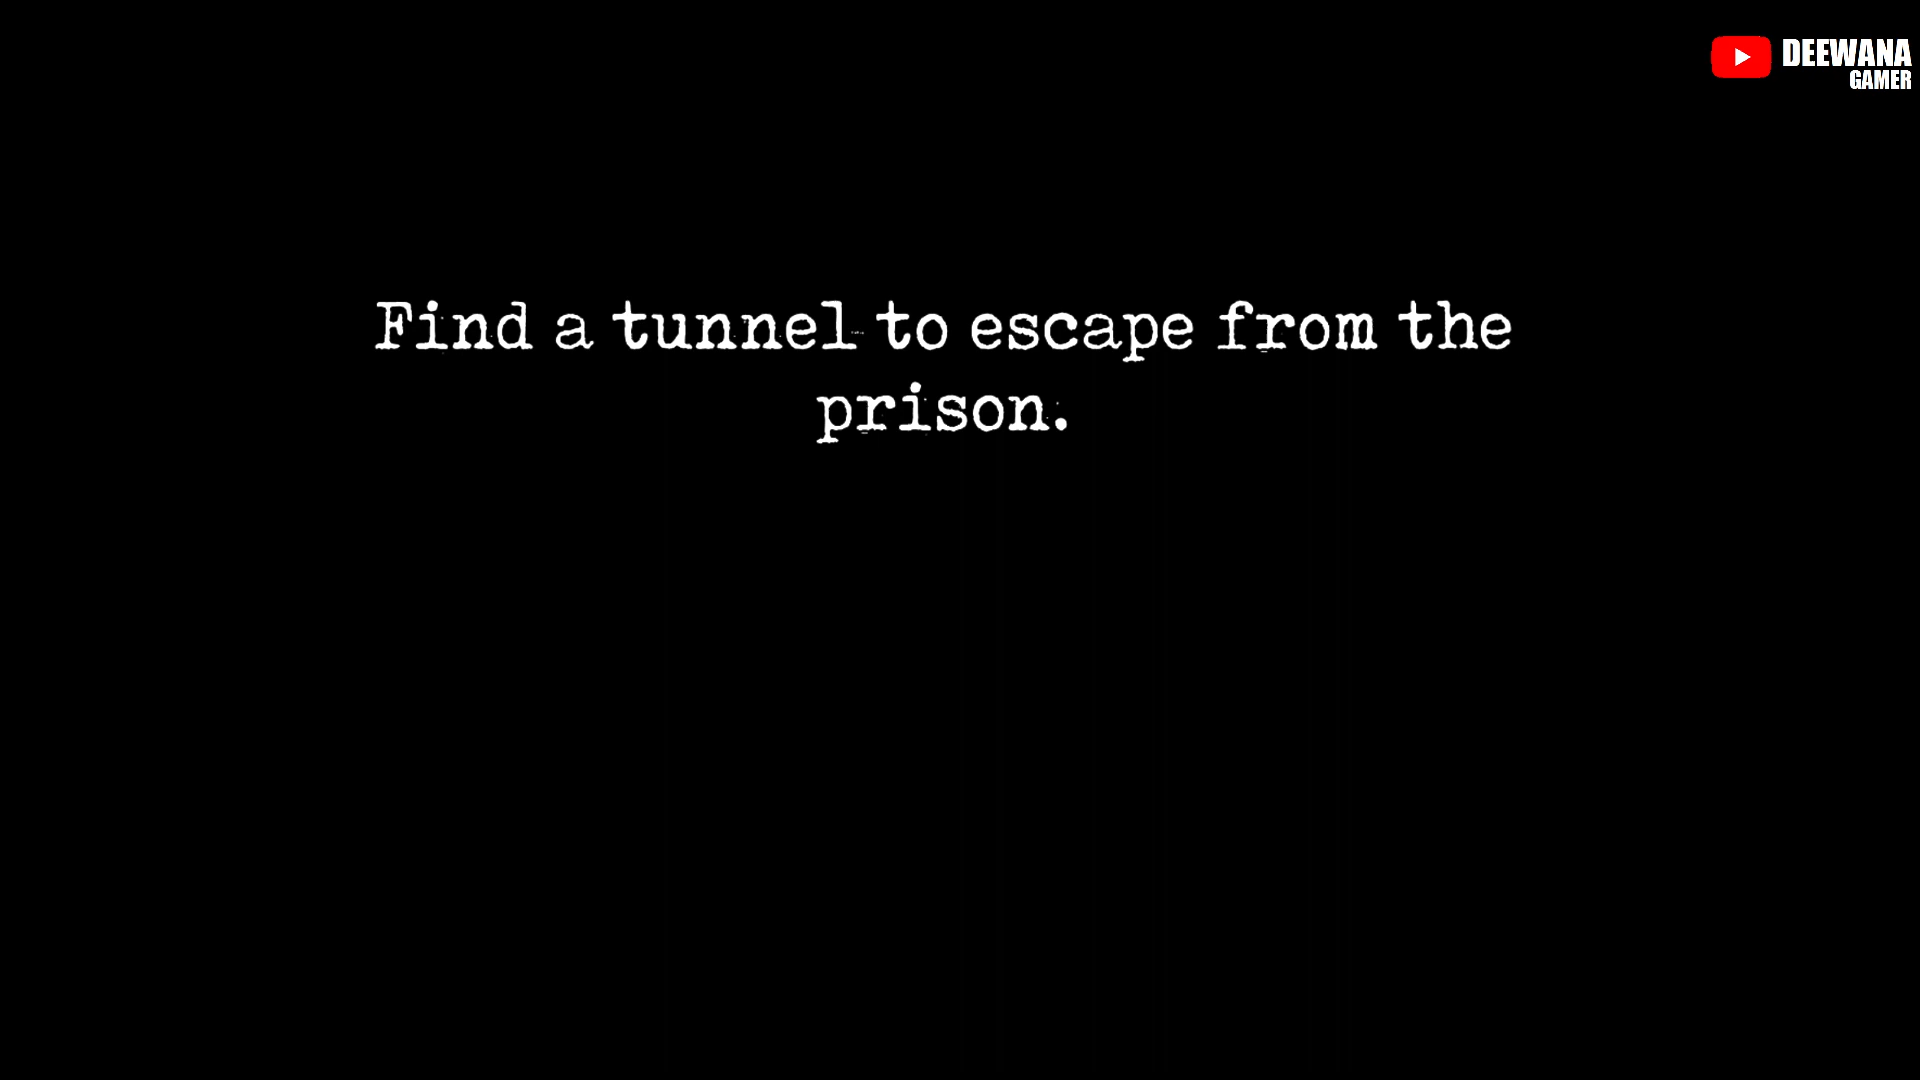 DEEWANA
GAMER
Find a tunnel to escape from the
prison.